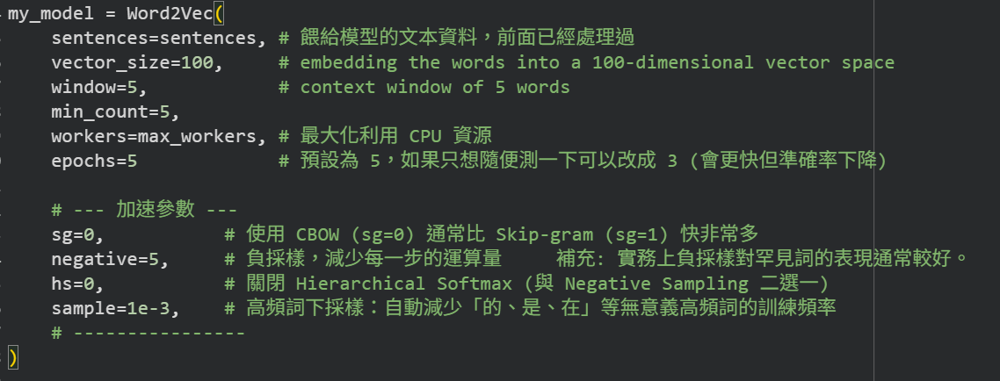 my_model = Word2Vec(
    sentences=sentences, # 餵給模型的文本資料，前面已經處理過
    vector_size=100,     # embedding the words into a 100-dimensional vector space
    window=5,            # context window of 5 words
    min_count=5,
    workers=max_workers, # 最大化利用 CPU 資源
    epochs=5             # 預設為 5，如果只想隨便測一下可以改成 3 (會更快但準確率下降)
    # --- 加速參數 ---
    sg=0,           # 使用 CBOW (sg=0) 通常比 Skip-gram (sg=1) 快非常多
    negative=5,     # 負採樣，減少每一步的運算量     補充: 實務上負採樣對罕見詞的表現通常較好。
    hs=0,           # 關閉 Hierarchical Softmax (與 Negative Sampling 二選一)
    sample=1e-3,    # 高頻詞下採樣：自動減少「的、是、在」等無意義高頻詞的訓練頻率
    # ----------------
)